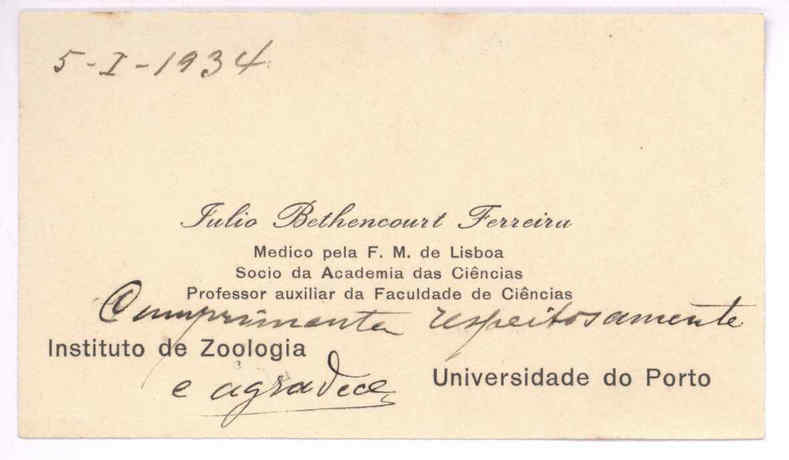 5-I-1934
Julio Bethencourt Ferreira
Medico pela F. M. de Lisboa
Socio da Academia das Ciências
Professor auxiliar da Faculdade de Ciências
Comprimenta respeitosamente
Instituto de Zoologia
e agradece
Universidade do Porto